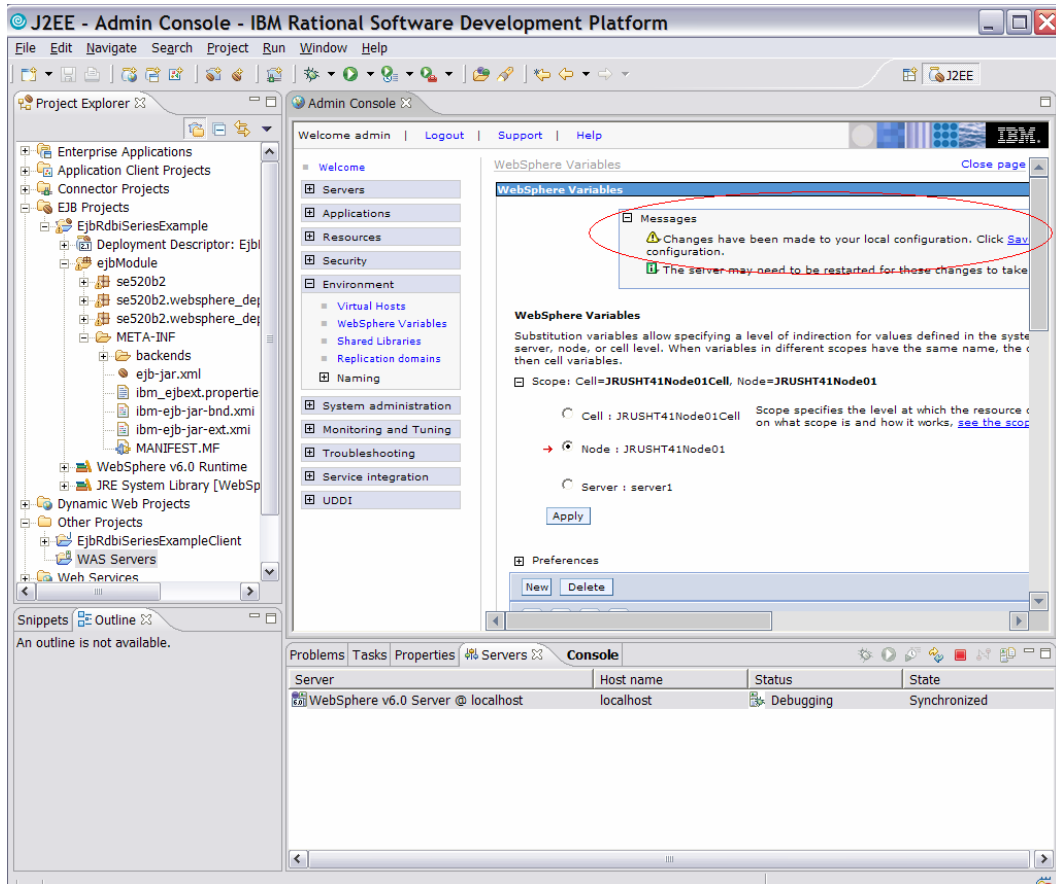 J2EE - Admin Console - IBM Rational Software Development Platform
File Edit Navigate Search Project Run Window Help
J2EE
Project Explorer
Enterprise Applications
Application Client Projects
Connector Projects
EJB Projects
EjbRdbiSeriesExample
Deployment Descriptor: EjbI
ejbModule
se520b2
se520b2.websphere_dep
se520b2.websphere_dep
META-INF
backends
ejb-jar.xml
ibm_ejbext.propertie
ibm-ejb-jar-bnd.xmi
ibm-ejb-jar-ext.xmi
MANIFEST.MF
WebSphere v6.0 Runtime
JRE System Library [WebSp
Dynamic Web Projects
Other Projects
EjbRdbiSeriesExampleClient
WAS Servers
Web Services
Snippets Outline
An outline is not available.
Admin Console
Welcome admin | Logout | Support | Help
IBM.
Welcome
Servers
Applications
Resources
Security
Environment
Virtual Hosts
WebSphere Variables
Shared Libraries
Replication domains
Naming
System administration
Monitoring and Tuning
Troubleshooting
Service integration
UDDI
WebSphere Variables Close page
WebSphere Variables
Messages
Changes have been made to your local configuration. Click Sav
configuration.
The server may need to be restarted for these changes to take
WebSphere Variables
Substitution variables allow specifying a level of indirection for values defined in the syste
server, node, or cell level. When variables in different scopes have the same name, the
then cell variables.
Scope: Cell=JRUSHT41Node01Cell, Node=JRUSHT41Node01
Cell : JRUSHT41Node01Cell
Scope specifies the level at which the resource
on what scope is and how it works, see the scop
Node : JRUSHT41Node01
Server : server1
Apply
Preferences
New Delete
Problems Tasks Properties Servers Console
Server Host name Status State
WebSphere v6.0 Server @ localhost localhost Debugging Synchronized